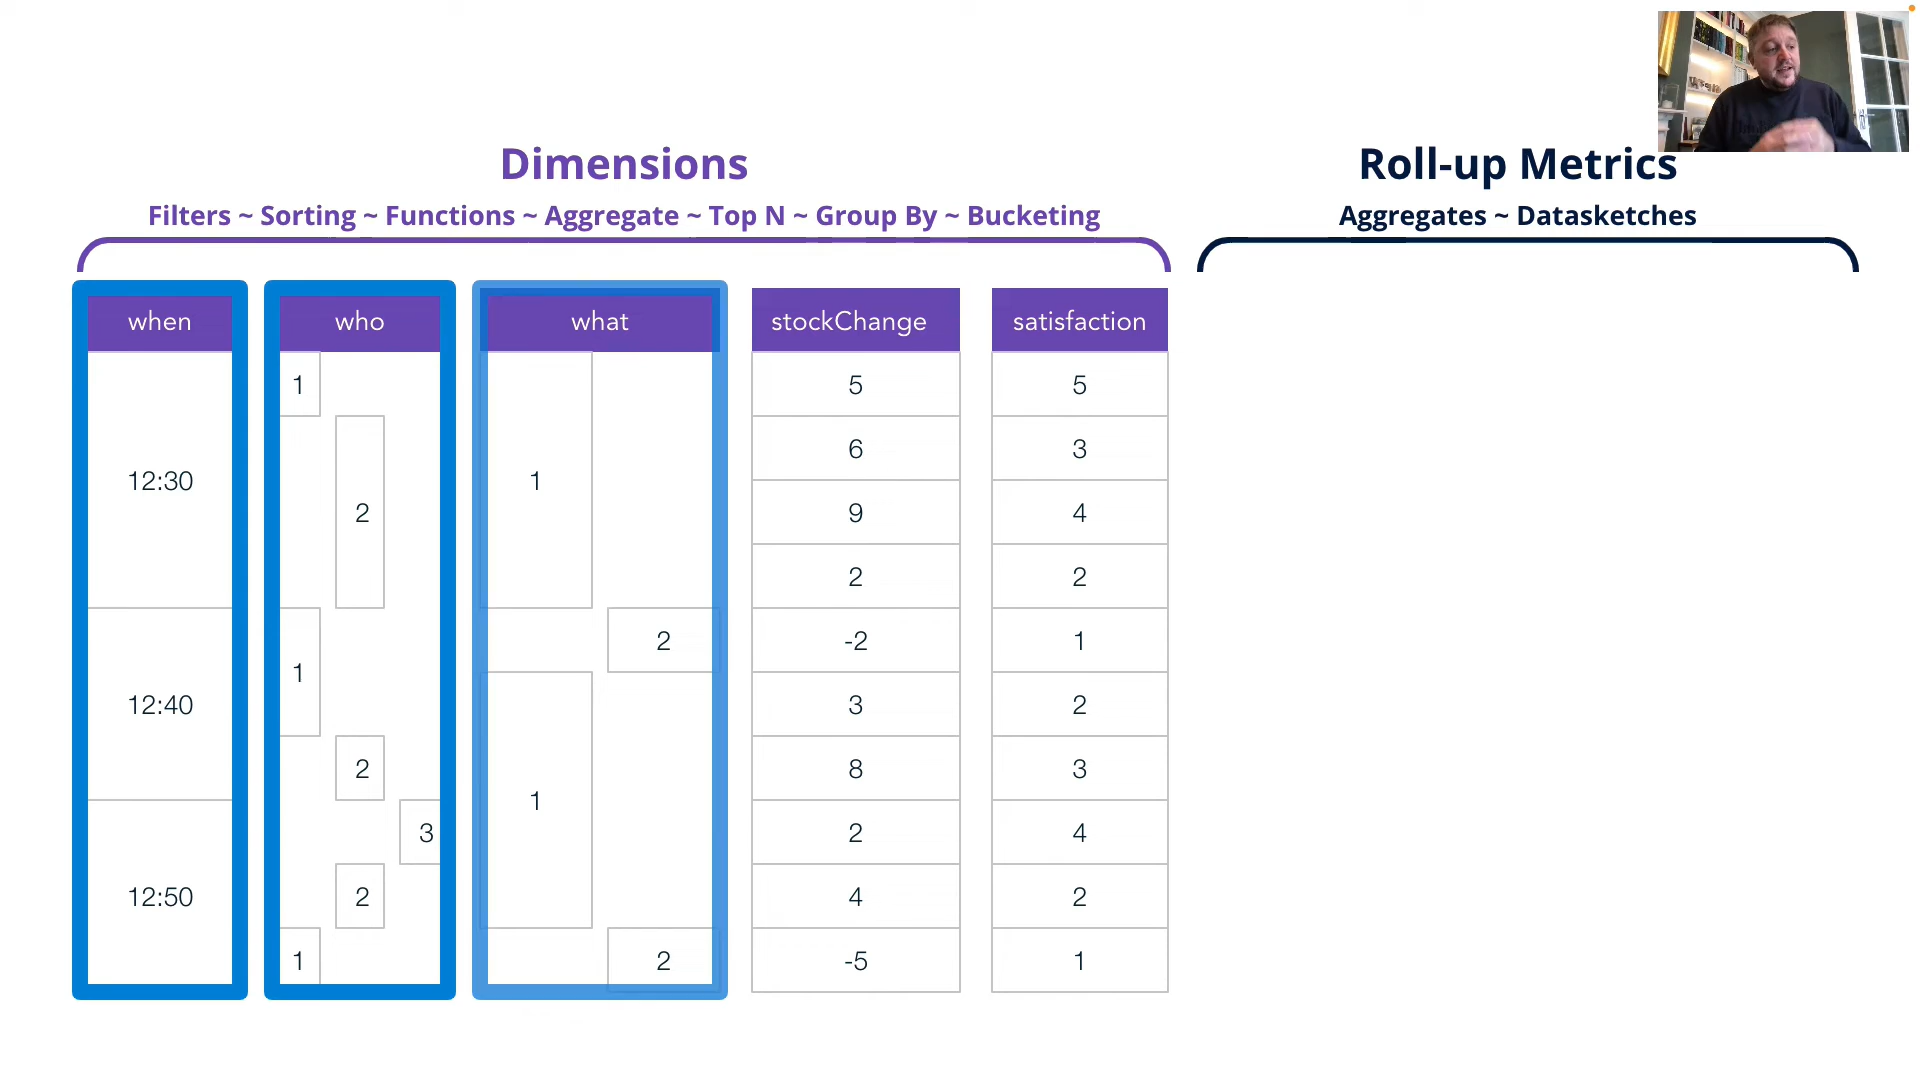 Dimensions
Filters ~ Sorting ~ Functions ~ Aggregate ~ Top N ~ Group By ~ Bucketing
Roll-up Metrics
Aggregates ~ Datasketches
when who what stockChange satisfaction
1 5 5
6 3
12:30 1
2 9 4
2 2
2 -2 1
1
12:40 3 2
2 8 3
1
3 2 4
12:50 2 4 2
1 2 -5 1